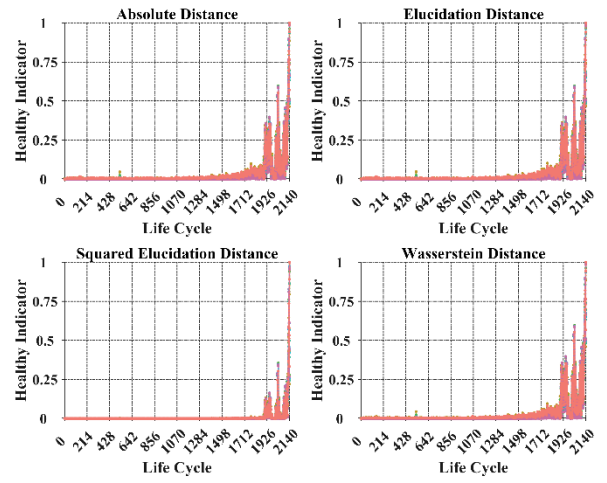 Absolute Distance
Healthy Indicator
1
0.75
0.5
0.25
0
0 214 428 642 856 1070 1284 1498 1712 1926 2140
Life Cycle
Elucidation Distance
Healthy Indicator
1
0.75
0.5
0.25
0
0 214 428 642 856 1070 1284 1498 1712 1926 2140
Life Cycle
Squared Elucidation Distance
Healthy Indicator
1
0.75
0.5
0.25
0
0 214 428 642 856 1070 1284 1498 1712 1926 2140
Life Cycle
Wasserstein Distance
Healthy Indicator
1
0.75
0.5
0.25
0
0 214 428 642 856 1070 1284 1498 1712 1926 2140
Life Cycle